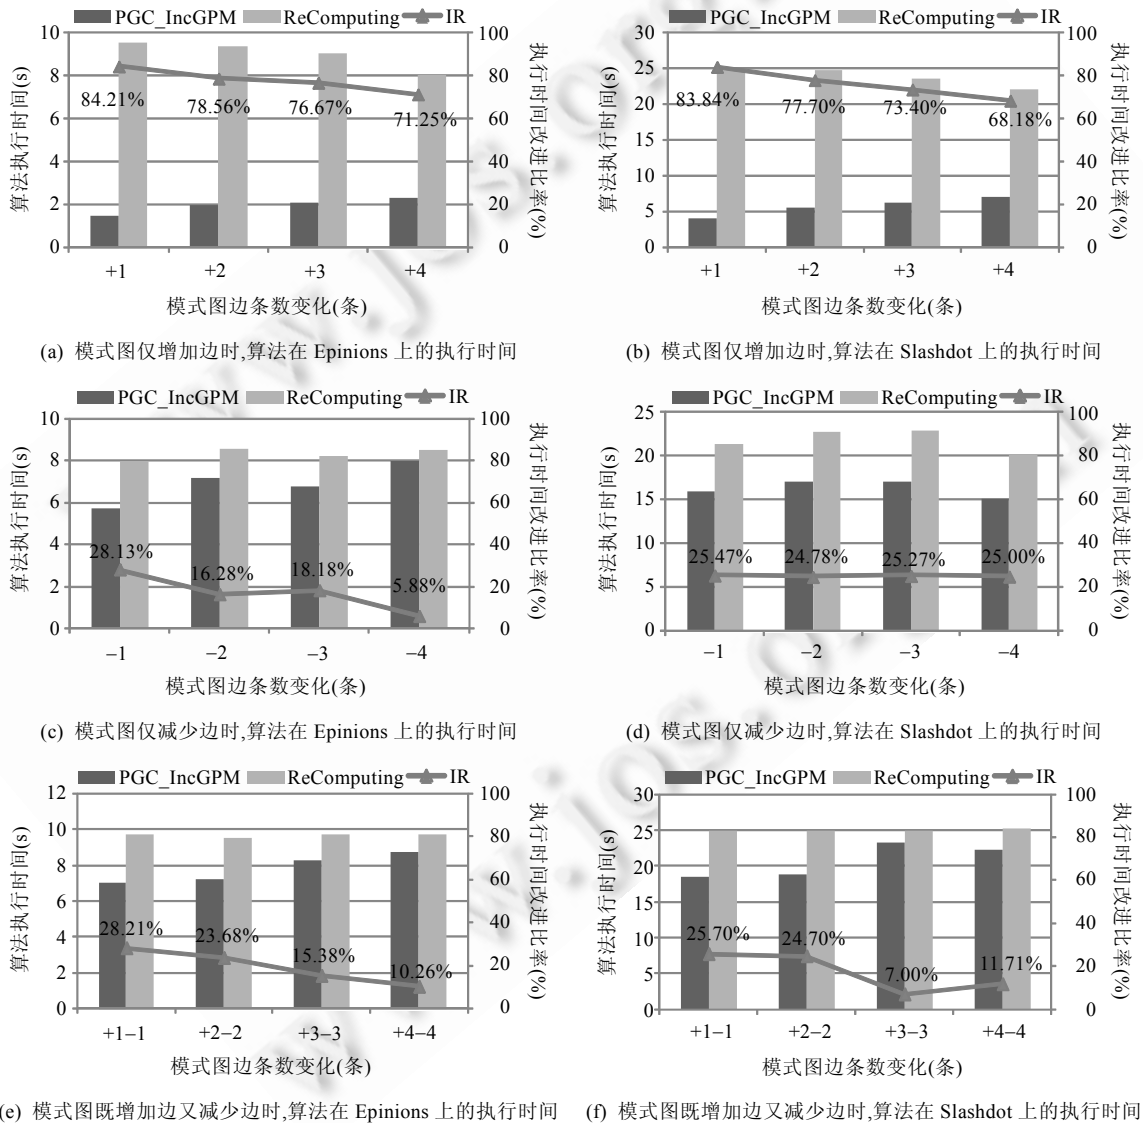 PGC_IncGPM ReComputing IR
算法执行时间(s)
10
8
6
4
2
0
100
80
60
40
20
0
执行时间改进比率(%)
84.21% 78.56% 76.67% 71.25%
+1 +2 +3 +4
模式图边条数变化(条)
(a) 模式图仅增加边时,算法在 Epinions 上的执行时间
PGC_IncGPM ReComputing IR
算法执行时间(s)
30
25
20
15
10
5
0
100
80
60
40
20
0
执行时间改进比率(%)
83.84% 77.70% 73.40% 68.18%
+1 +2 +3 +4
模式图边条数变化(条)
(b) 模式图仅增加边时,算法在 Slashdot 上的执行时间
PGC_IncGPM ReComputing IR
算法执行时间(s)
10
8
6
4
2
0
100
80
60
40
20
0
执行时间改进比率(%)
28.13% 16.28% 18.18% 5.88%
–1 –2 –3 –4
模式图边条数变化(条)
(c) 模式图仅减少边时,算法在 Epinions 上的执行时间
PGC_IncGPM ReComputing IR
算法执行时间(s)
25
20
15
10
5
0
100
80
60
40
20
0
执行时间改进比率(%)
25.47% 24.78% 25.27% 25.00%
–1 –2 –3 –4
模式图边条数变化(条)
(d) 模式图仅减少边时,算法在 Slashdot 上的执行时间
PGC_IncGPM ReComputing IR
算法执行时间(s)
12
10
8
6
4
2
0
100
80
60
40
20
0
执行时间改进比率(%)
28.21% 23.68% 15.38% 10.26%
+1–1 +2–2 +3–3 +4–4
模式图边条数变化(条)
(e) 模式图既增加边又减少边时,算法在 Epinions 上的执行时间
PGC_IncGPM ReComputing IR
算法执行时间(s)
30
25
20
15
10
5
0
100
80
60
40
20
0
执行时间改进比率(%)
25.70% 24.70% 7.00% 11.71%
+1–1 +2–2 +3–3 +4–4
模式图边条数变化(条)
(f) 模式图既增加边又减少边时,算法在 Slashdot 上的执行时间